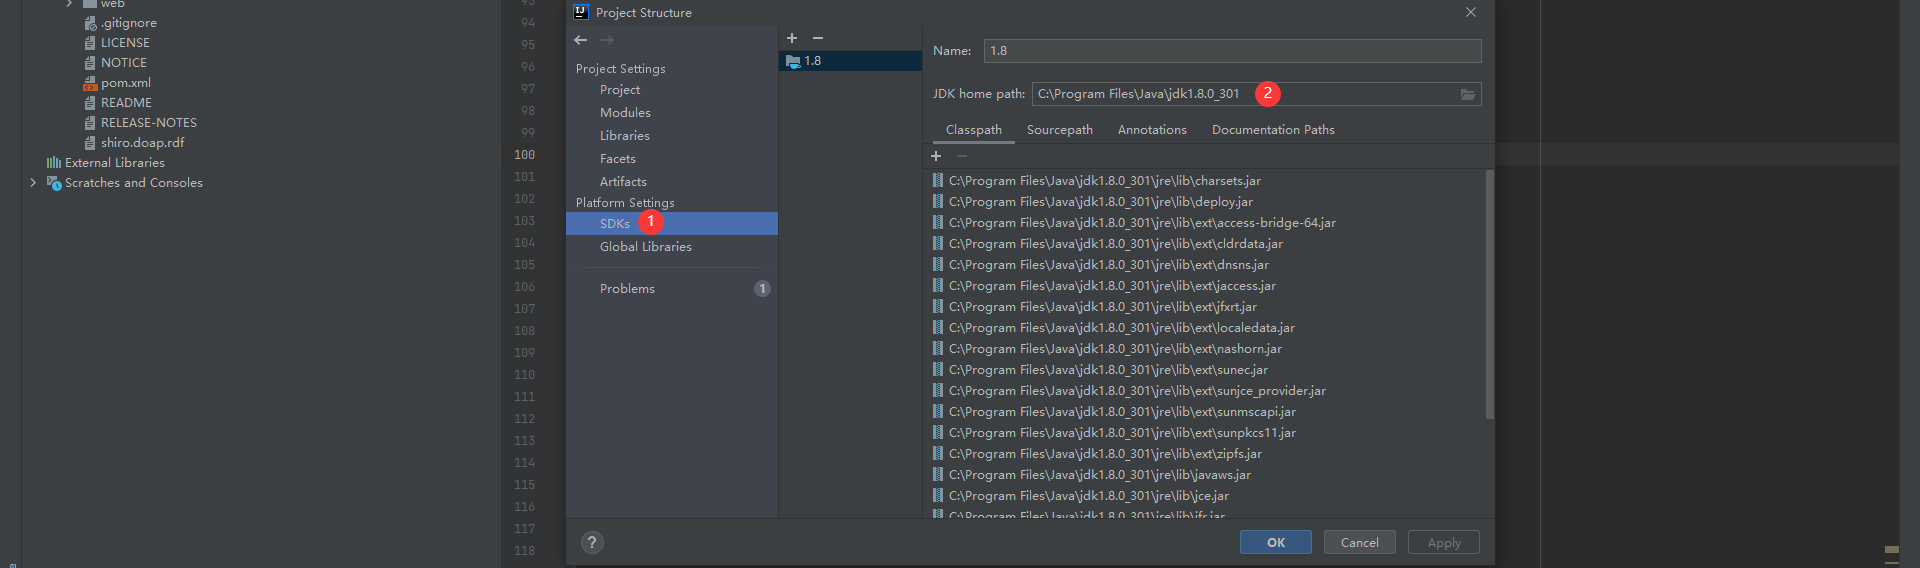 web
.gitignore
LICENSE
NOTICE
pom.xml
README
RELEASE-NOTES
shiro.doap.rdf
External Libraries
Scratches and Consoles
94
95
96
97
98
99
100
101
102
103
104
105
106
107
108
109
110
111
112
113
114
115
116
117
118
Project Structure
Project Settings
Project
Modules
Libraries
Facets
Artifacts
Platform Settings
SDKs 1
Global Libraries
Problems 1
1.8
Name: 1.8
JDK home path: C:\Program Files\Java\jdk1.8.0_301 2
Classpath Sourcepath Annotations Documentation Paths
C:\Program Files\Java\jdk1.8.0_301\jre\lib\charsets.jar
C:\Program Files\Java\jdk1.8.0_301\jre\lib\deploy.jar
C:\Program Files\Java\jdk1.8.0_301\jre\lib\ext\access-bridge-64.jar
C:\Program Files\Java\jdk1.8.0_301\jre\lib\ext\cldrdata.jar
C:\Program Files\Java\jdk1.8.0_301\jre\lib\ext\dnsns.jar
C:\Program Files\Java\jdk1.8.0_301\jre\lib\ext\jaccess.jar
C:\Program Files\Java\jdk1.8.0_301\jre\lib\ext\jfxrt.jar
C:\Program Files\Java\jdk1.8.0_301\jre\lib\ext\localedata.jar
C:\Program Files\Java\jdk1.8.0_301\jre\lib\ext\nashorn.jar
C:\Program Files\Java\jdk1.8.0_301\jre\lib\ext\sunec.jar
C:\Program Files\Java\jdk1.8.0_301\jre\lib\ext\sunjce_provider.jar
C:\Program Files\Java\jdk1.8.0_301\jre\lib\ext\sunmscapi.jar
C:\Program Files\Java\jdk1.8.0_301\jre\lib\ext\sunpkcs11.jar
C:\Program Files\Java\jdk1.8.0_301\jre\lib\ext\zipfs.jar
C:\Program Files\Java\jdk1.8.0_301\jre\lib\javaws.jar
C:\Program Files\Java\jdk1.8.0_301\jre\lib\jce.jar
C:\Program Files\Java\jdk1.8.0_301\jre\lib\jfr.jar
? OK Cancel Apply